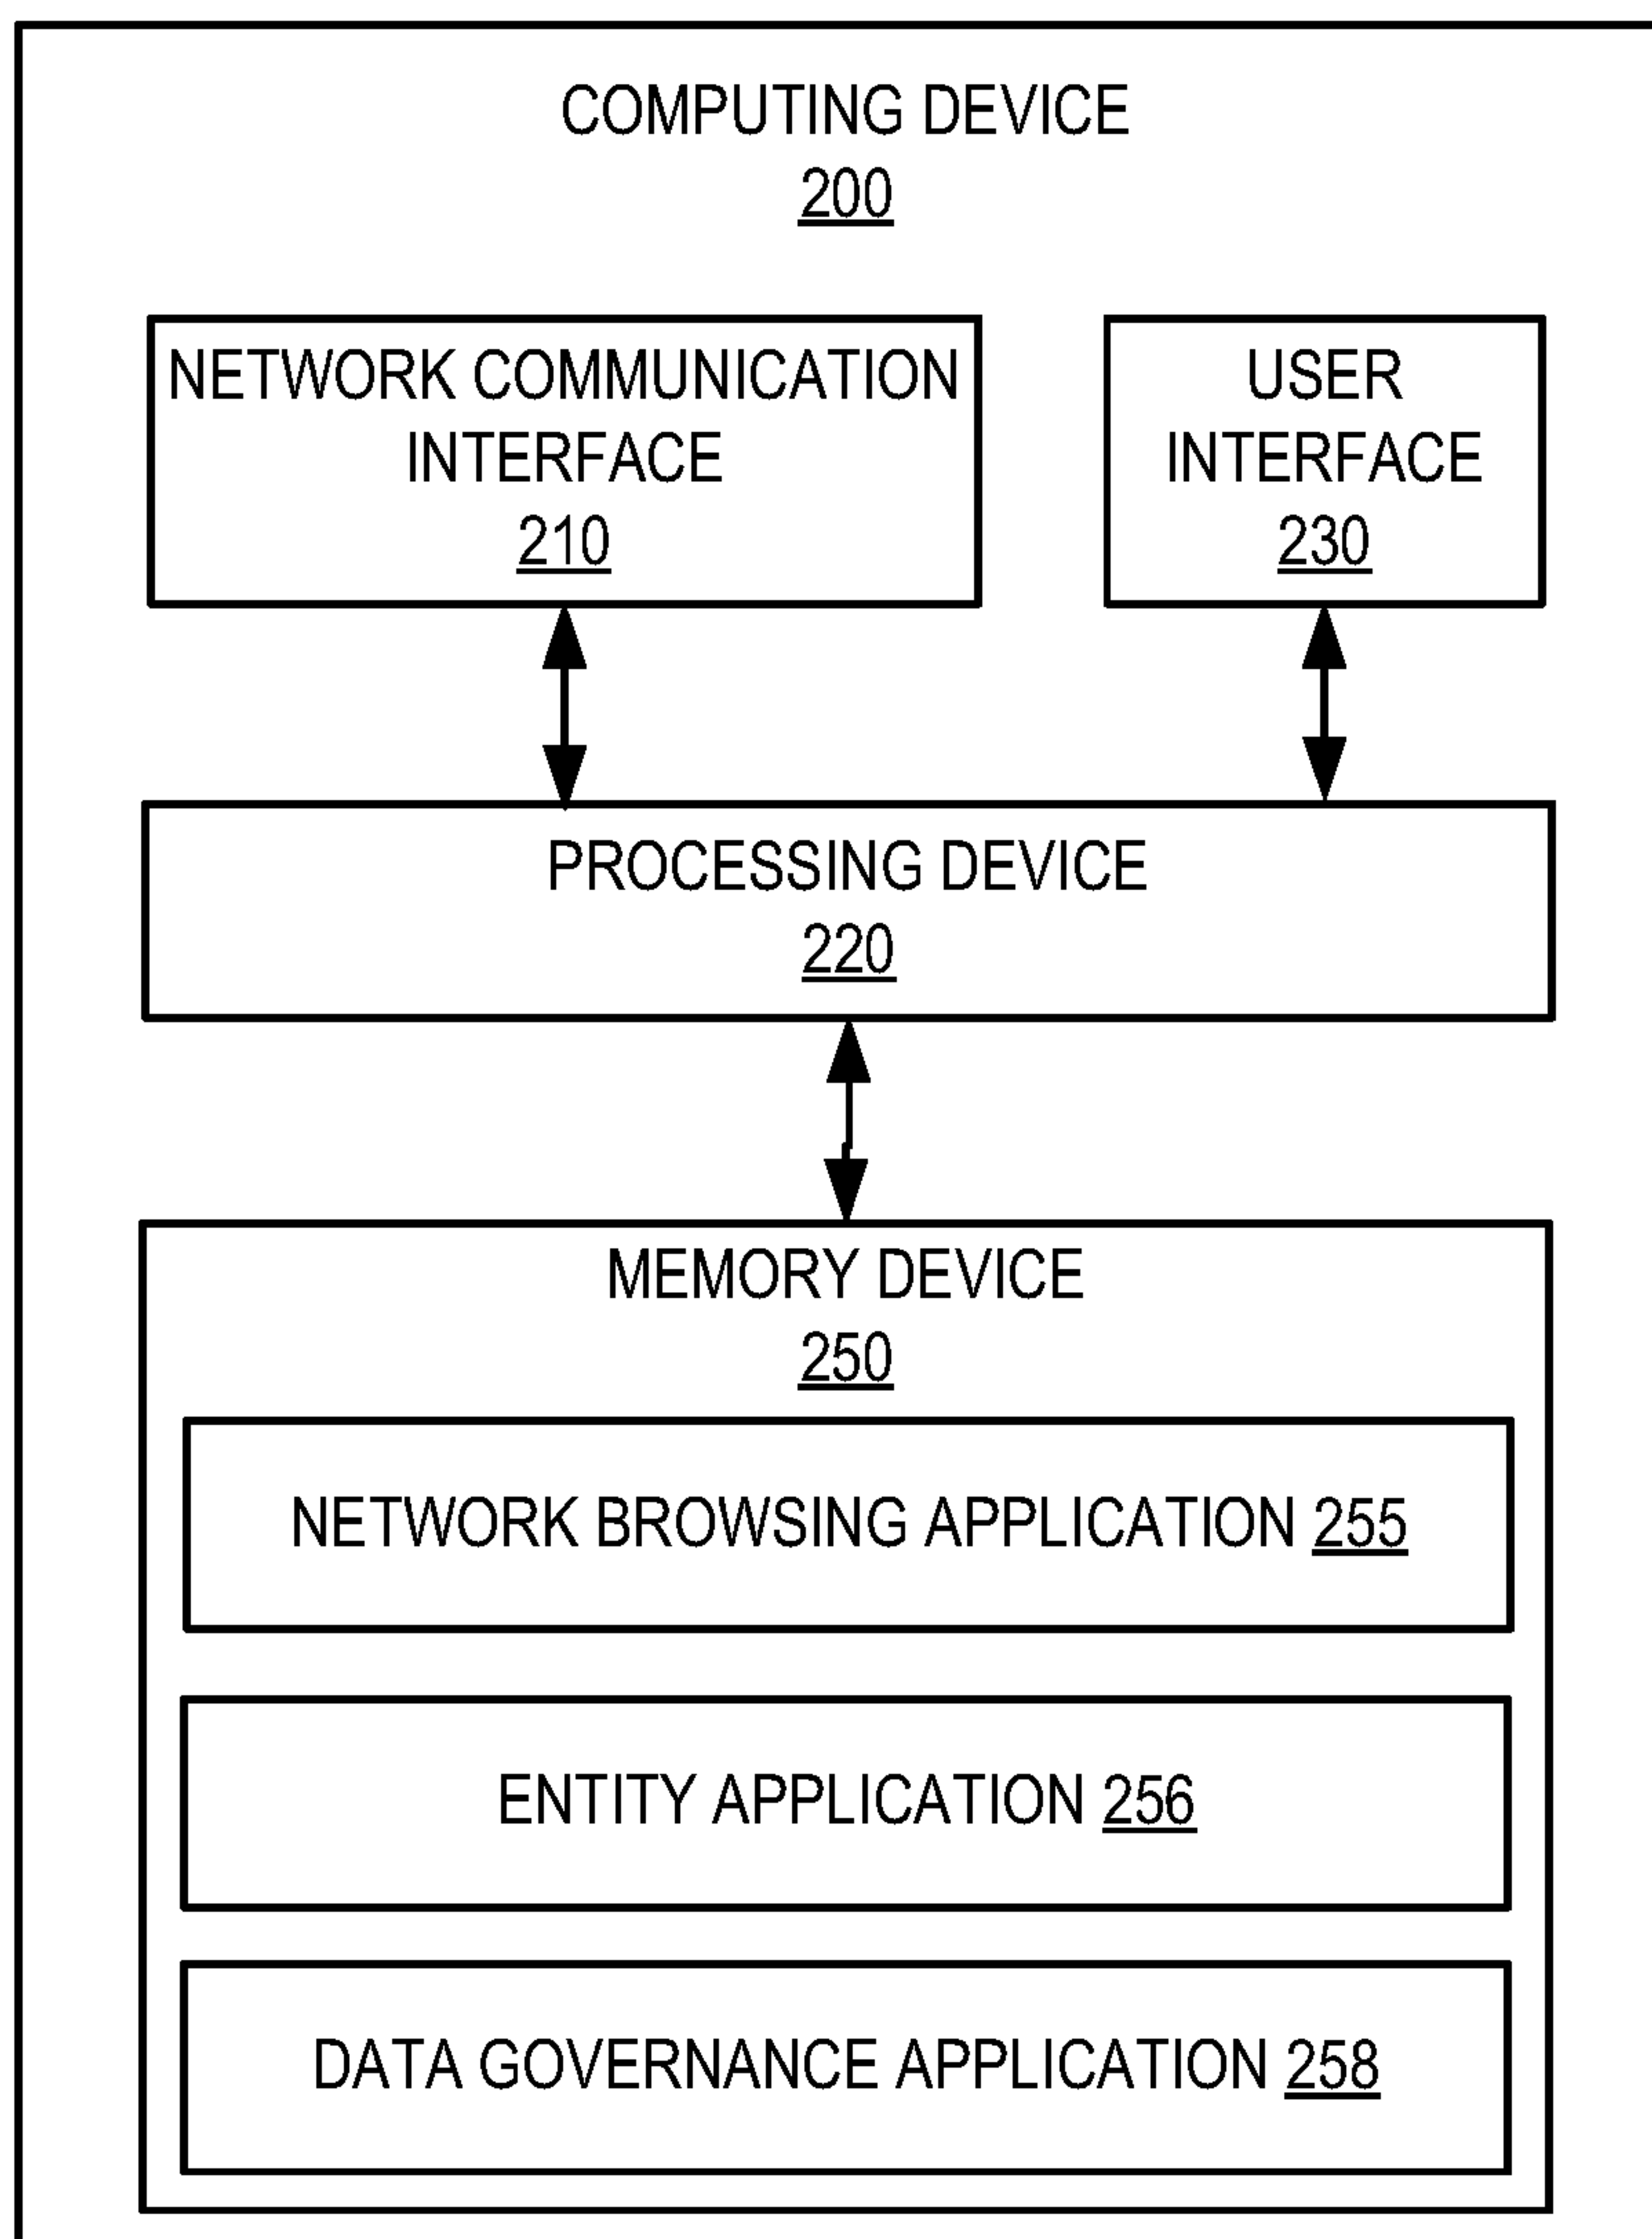 COMPUTING DEVICE
200
NETWORK COMMUNICATION
INTERFACE
210
USER
INTERFACE
230
PROCESSING DEVICE
220
MEMORY DEVICE
250
NETWORK BROWSING APPLICATION 255
ENTITY APPLICATION 256
DATA GOVERNANCE APPLICATION 258